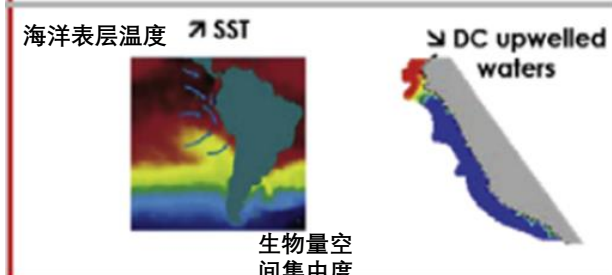 海洋表层温度
↗ SST
↘ DC upwelled
waters
生物量空
间集中度